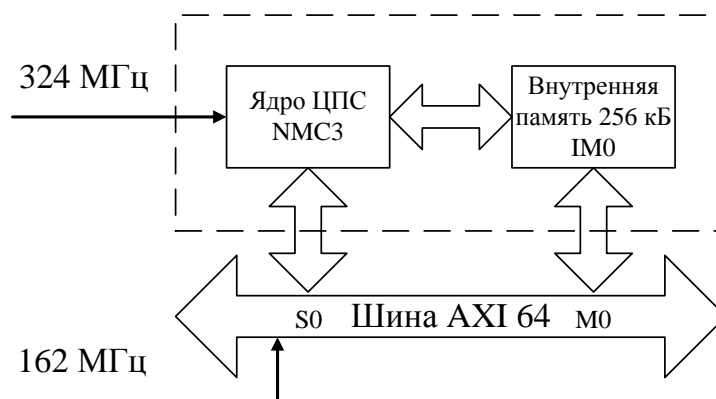 324 МГц
Ядро ЦПС
NMC3
Внутренняя
память 256 кБ
IM0
S0 Шина AXI 64 M0
162 МГц